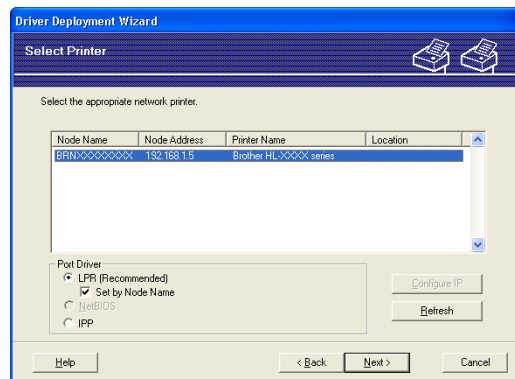 Driver Deployment Wizard
Select Printer
Select the appropriate network printer.
Node Name Node Address Printer Name Location
BRNXXXXXXXX 192.168.1.5 Brother HL-XXXX series
Port Driver
LPR (Recommended)
Set by Node Name
NetBIOS
IPP
Configure IP
Refresh
Help < Back Next > Cancel